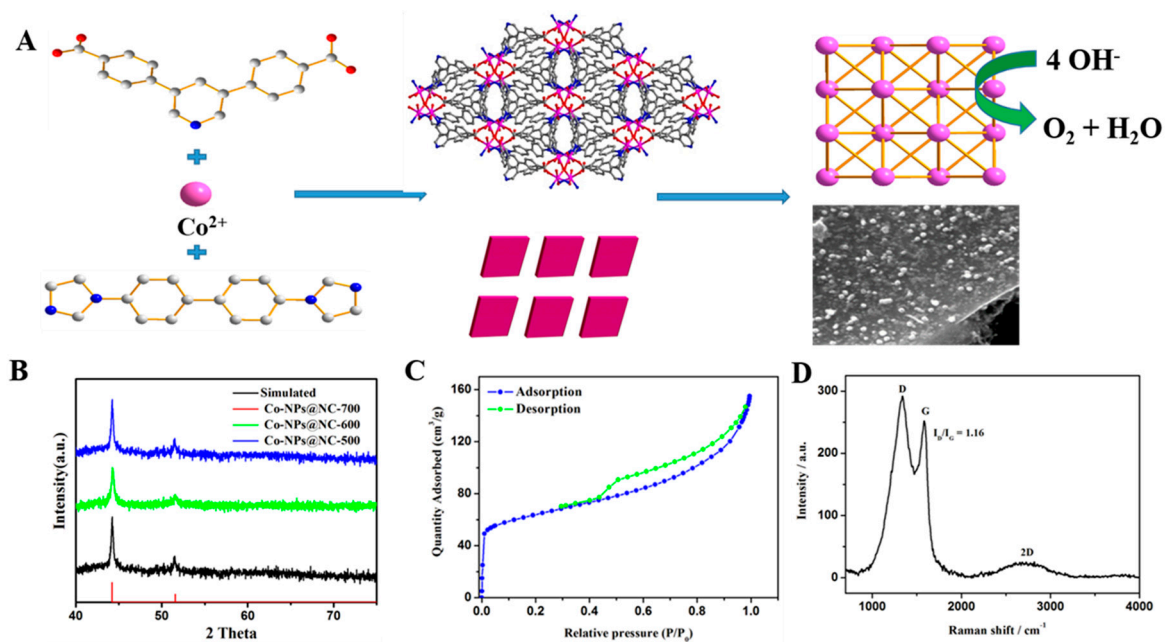 A
Co2+
4 OH-
O2 + H2O
B
Intensity(a.u.)
Simulated
Co-NPs@NC-700
Co-NPs@NC-600
Co-NPs@NC-500
40 50 60 70
2 Theta
C
Quantity Adsorbed (cm3/g)
160
120
80
40
0
Adsorption
Desorption
0.0 0.2 0.4 0.6 0.8 1.0
Relative pressure (P/P0)
D
Intensity / a.u.
300
200
100
0
D
G
ID/IG = 1.16
2D
1000 2000 3000 4000
Raman shift / cm-1